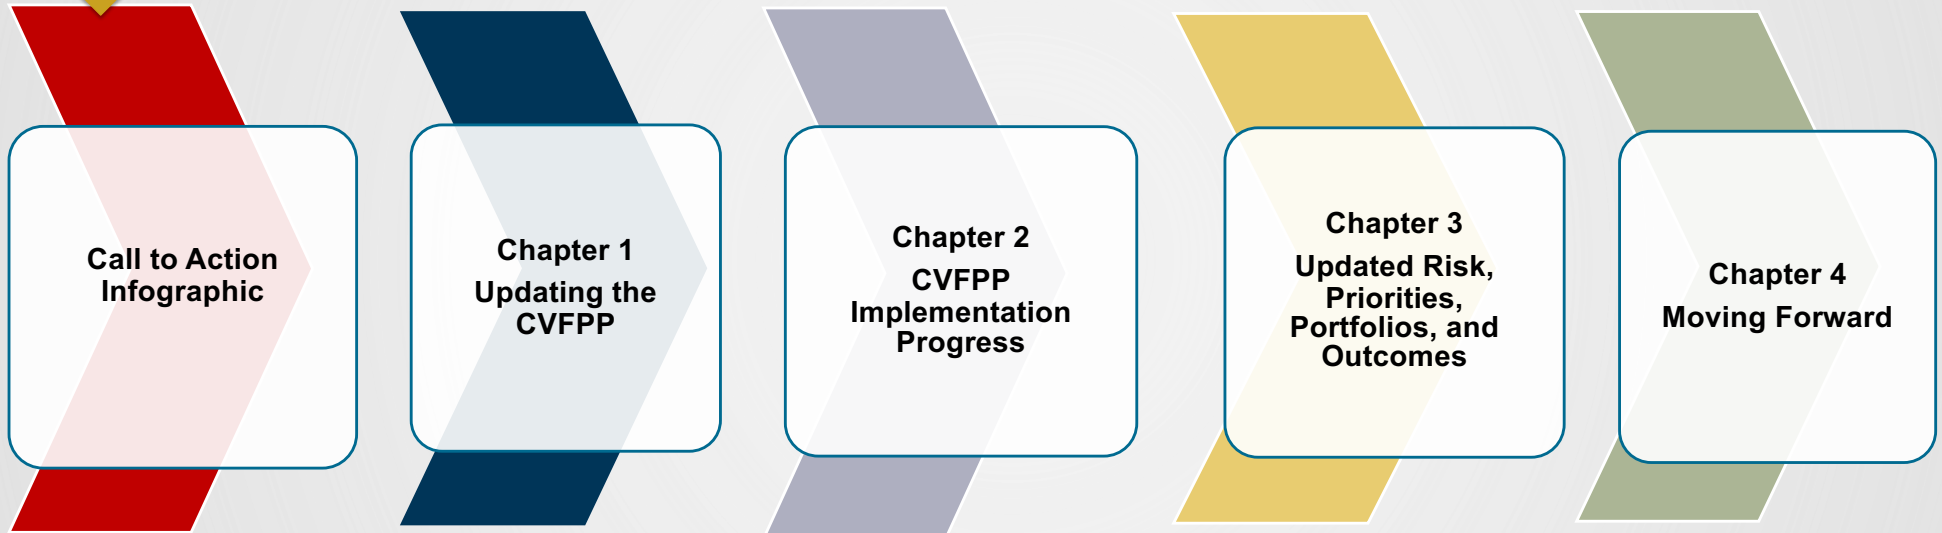 Call to Action
Infographic
Chapter 1
Updating the
CVFPP
Chapter 2
CVFPP
Implementation
Progress
Chapter 3
Updated Risk,
Priorities,
Portfolios, and
Outcomes
Chapter 4
Moving Forward